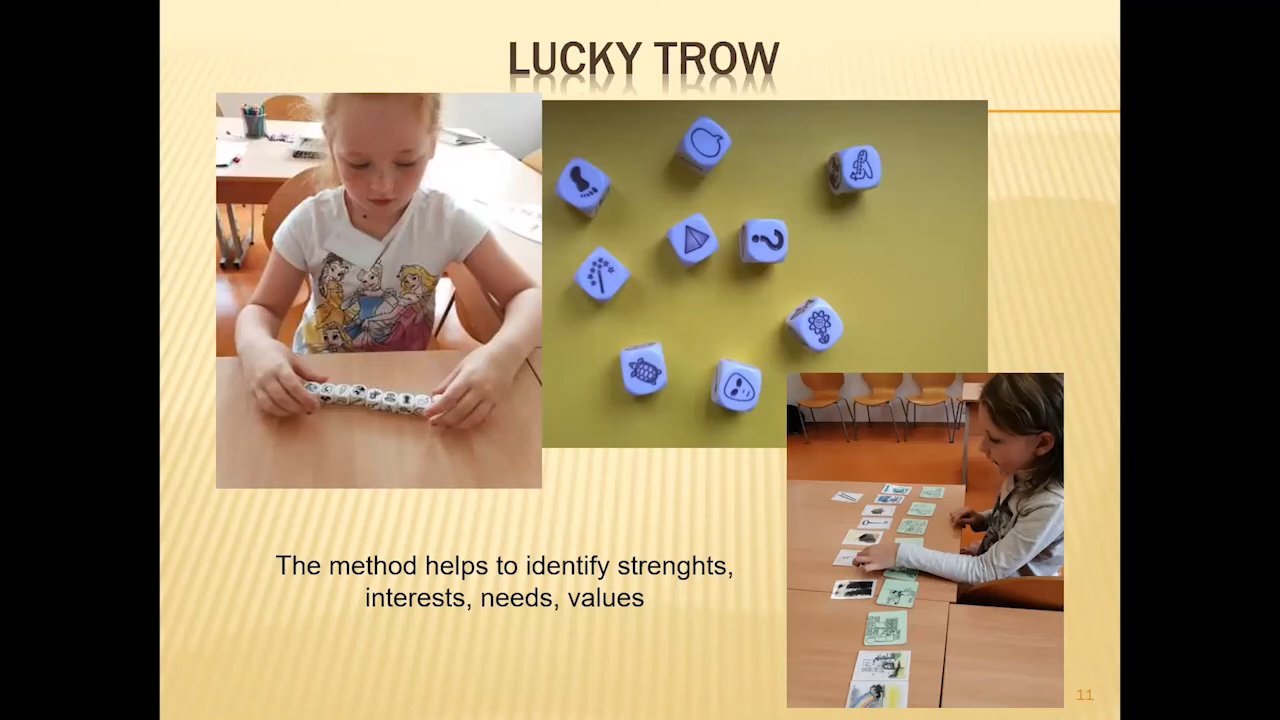 LUCKY TROW
The method helps to identify strenghts,
interests, needs, values
11